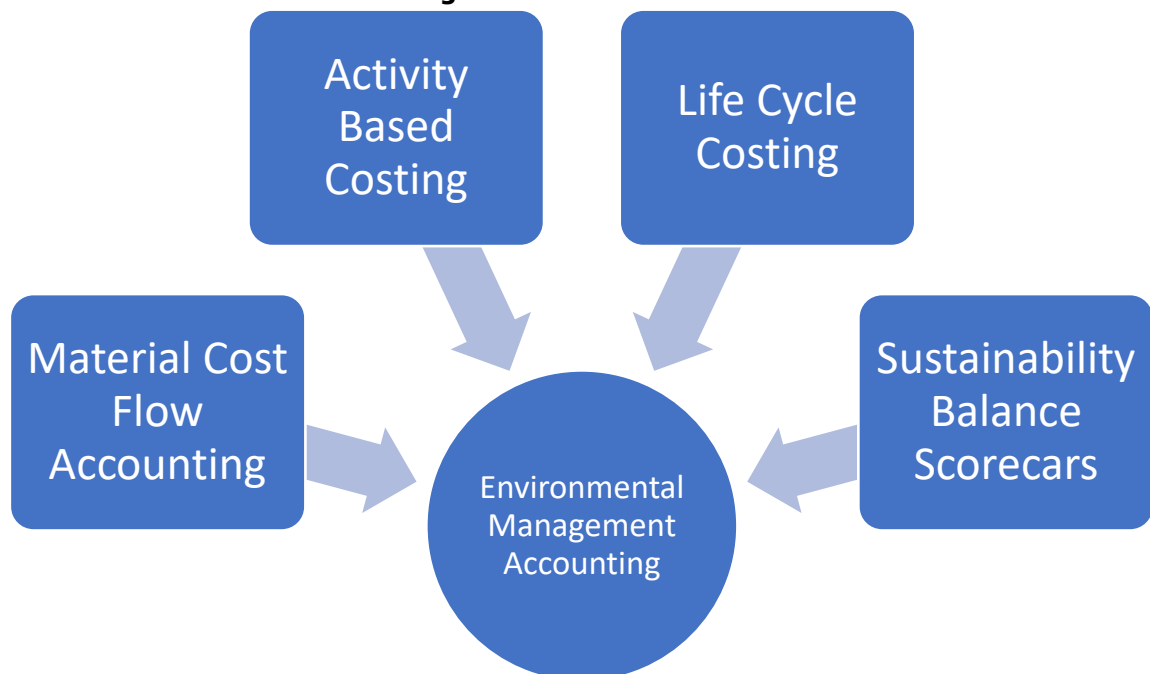 Activity
Based
Costing
Life Cycle
Costing
Material Cost
Flow
Accounting
Sustainability
Balance
Scorecars
Environmental
Management
Accounting